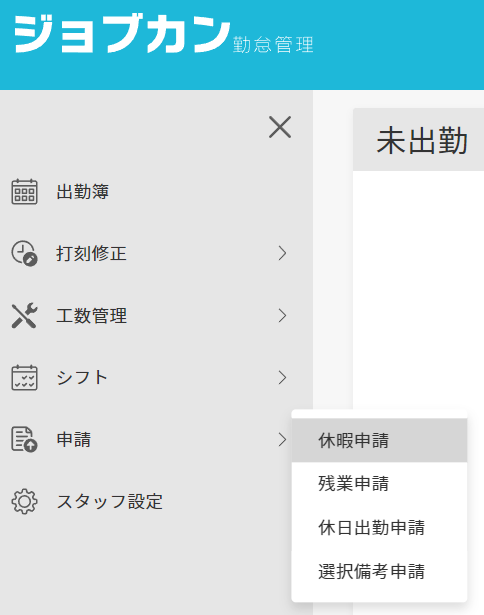 ジョブカン勤怠管理
未出勤
出勤簿
打刻修正
工数管理
シフト
申請
休暇申請
残業申請
休日出勤申請
選択備考申請
スタッフ設定